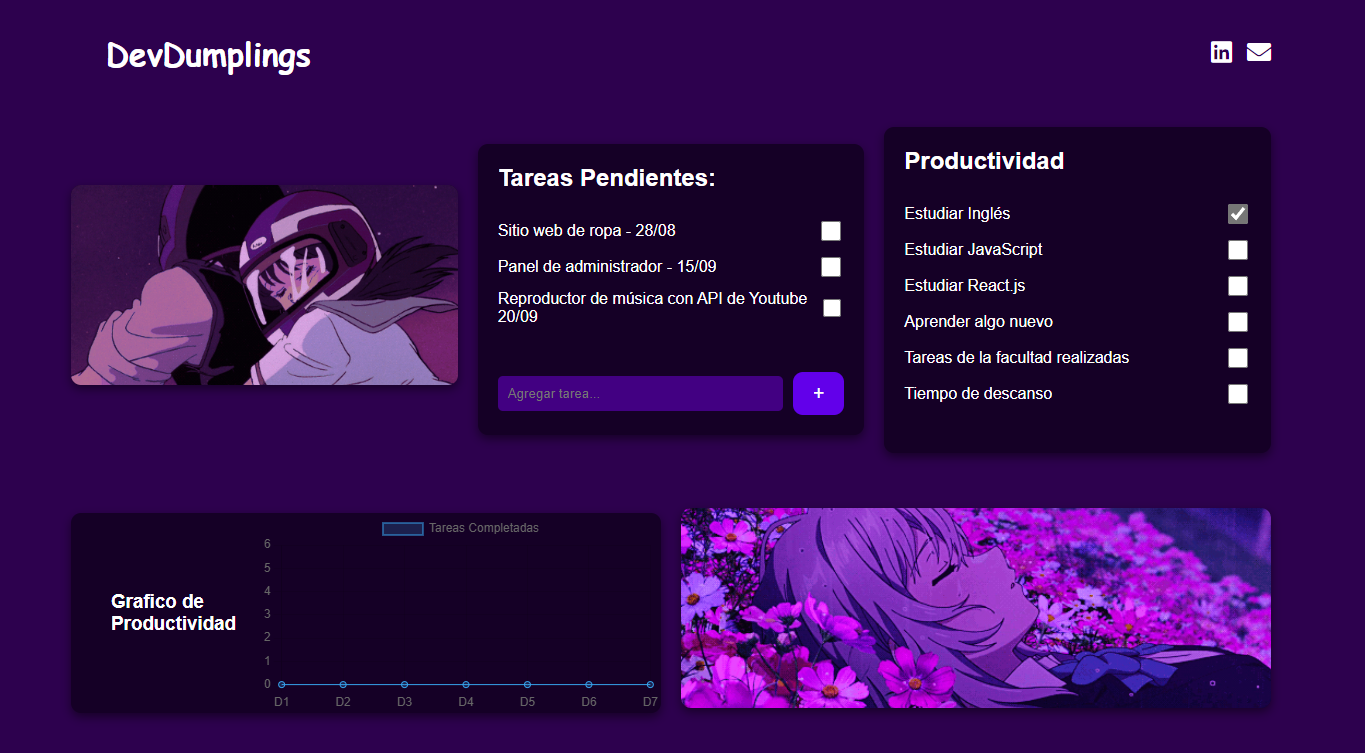 DevDumplings
in
Tareas Pendientes:
Sitio web de ropa - 28/08
Panel de administrador - 15/09
Reproductor de música con API de Youtube
20/09
Agregar tarea...
+
Productividad
Estudiar Inglés
Estudiar JavaScript
Estudiar React.js
Aprender algo nuevo
Tareas de la facultad realizadas
Tiempo de descanso
Grafico de
Productividad
Tareas Completadas
6
5
4
3
2
1
0
D1 D2 D3 D4 D5 D6 D7